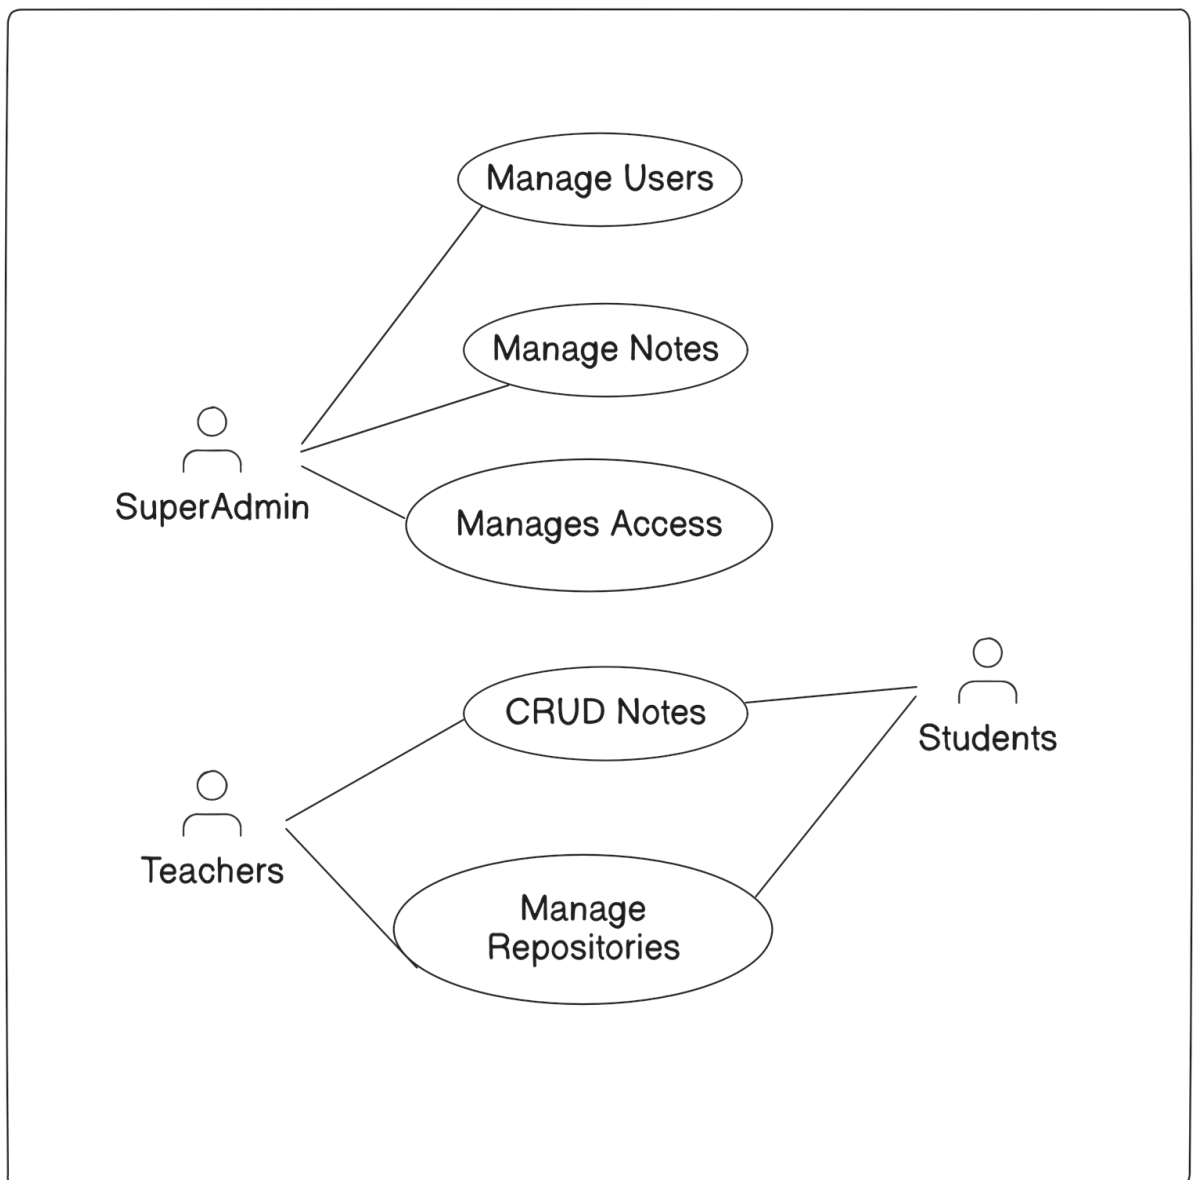 Manage Users
Manage Notes
SuperAdmin
Manages Access
CRUD Notes
Students
Teachers
Manage
Repositories